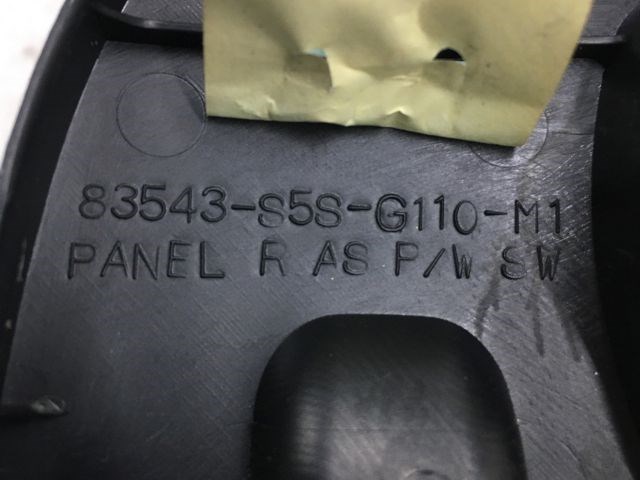 83543-S5S-G110-M1
PANEL R AS P/W SW